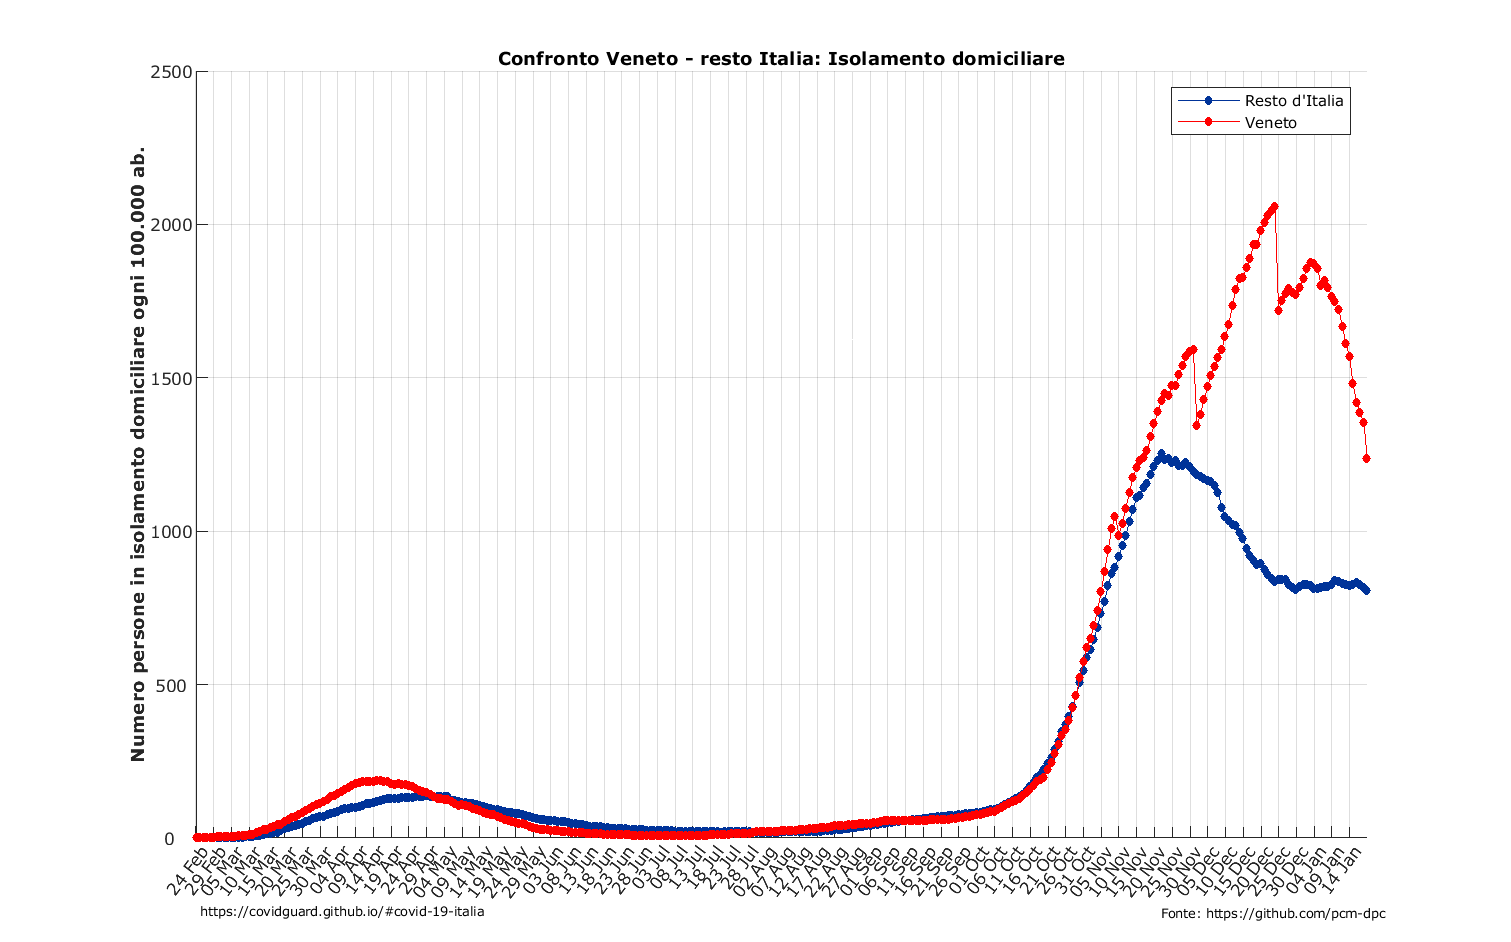 Confronto Veneto - resto Italia: Isolamento domiciliare
Numero persone in isolamento domiciliare ogni 100.000 ab.
2500
2000
1500
1000
500
0
Resto d'Italia
Veneto
24 Feb
29 Feb
05 Mar
10 Mar
15 Mar
20 Mar
25 Mar
30 Mar
04 Apr
09 Apr
14 Apr
19 Apr
24 Apr
29 Apr
04 May
09 May
14 May
19 May
24 May
29 May
03 Jun
08 Jun
13 Jun
18 Jun
23 Jun
28 Jun
03 Jul
08 Jul
13 Jul
18 Jul
23 Jul
28 Jul
02 Aug
07 Aug
12 Aug
17 Aug
22 Aug
27 Aug
01 Sep
06 Sep
11 Sep
16 Sep
21 Sep
26 Sep
01 Oct
06 Oct
11 Oct
16 Oct
21 Oct
26 Oct
31 Oct
05 Nov
10 Nov
15 Nov
20 Nov
25 Nov
30 Nov
05 Dec
10 Dec
15 Dec
20 Dec
25 Dec
30 Dec
04 Jan
09 Jan
14 Jan
https://covidguard.github.io/#covid-19-italia
Fonte: https://github.com/pcm-dpc